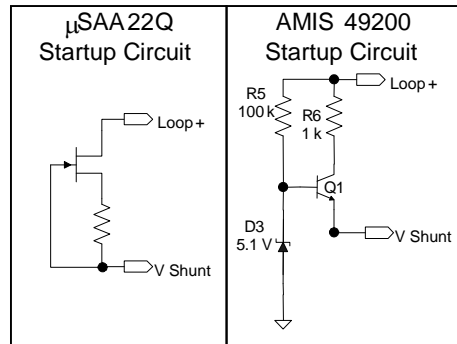 µSAA22Q
Startup Circuit
Loop+
V Shunt
AMIS 49200
Startup Circuit
Loop+
R5
100k
R6
1k
Q1
D3
5.1 V
V Shunt